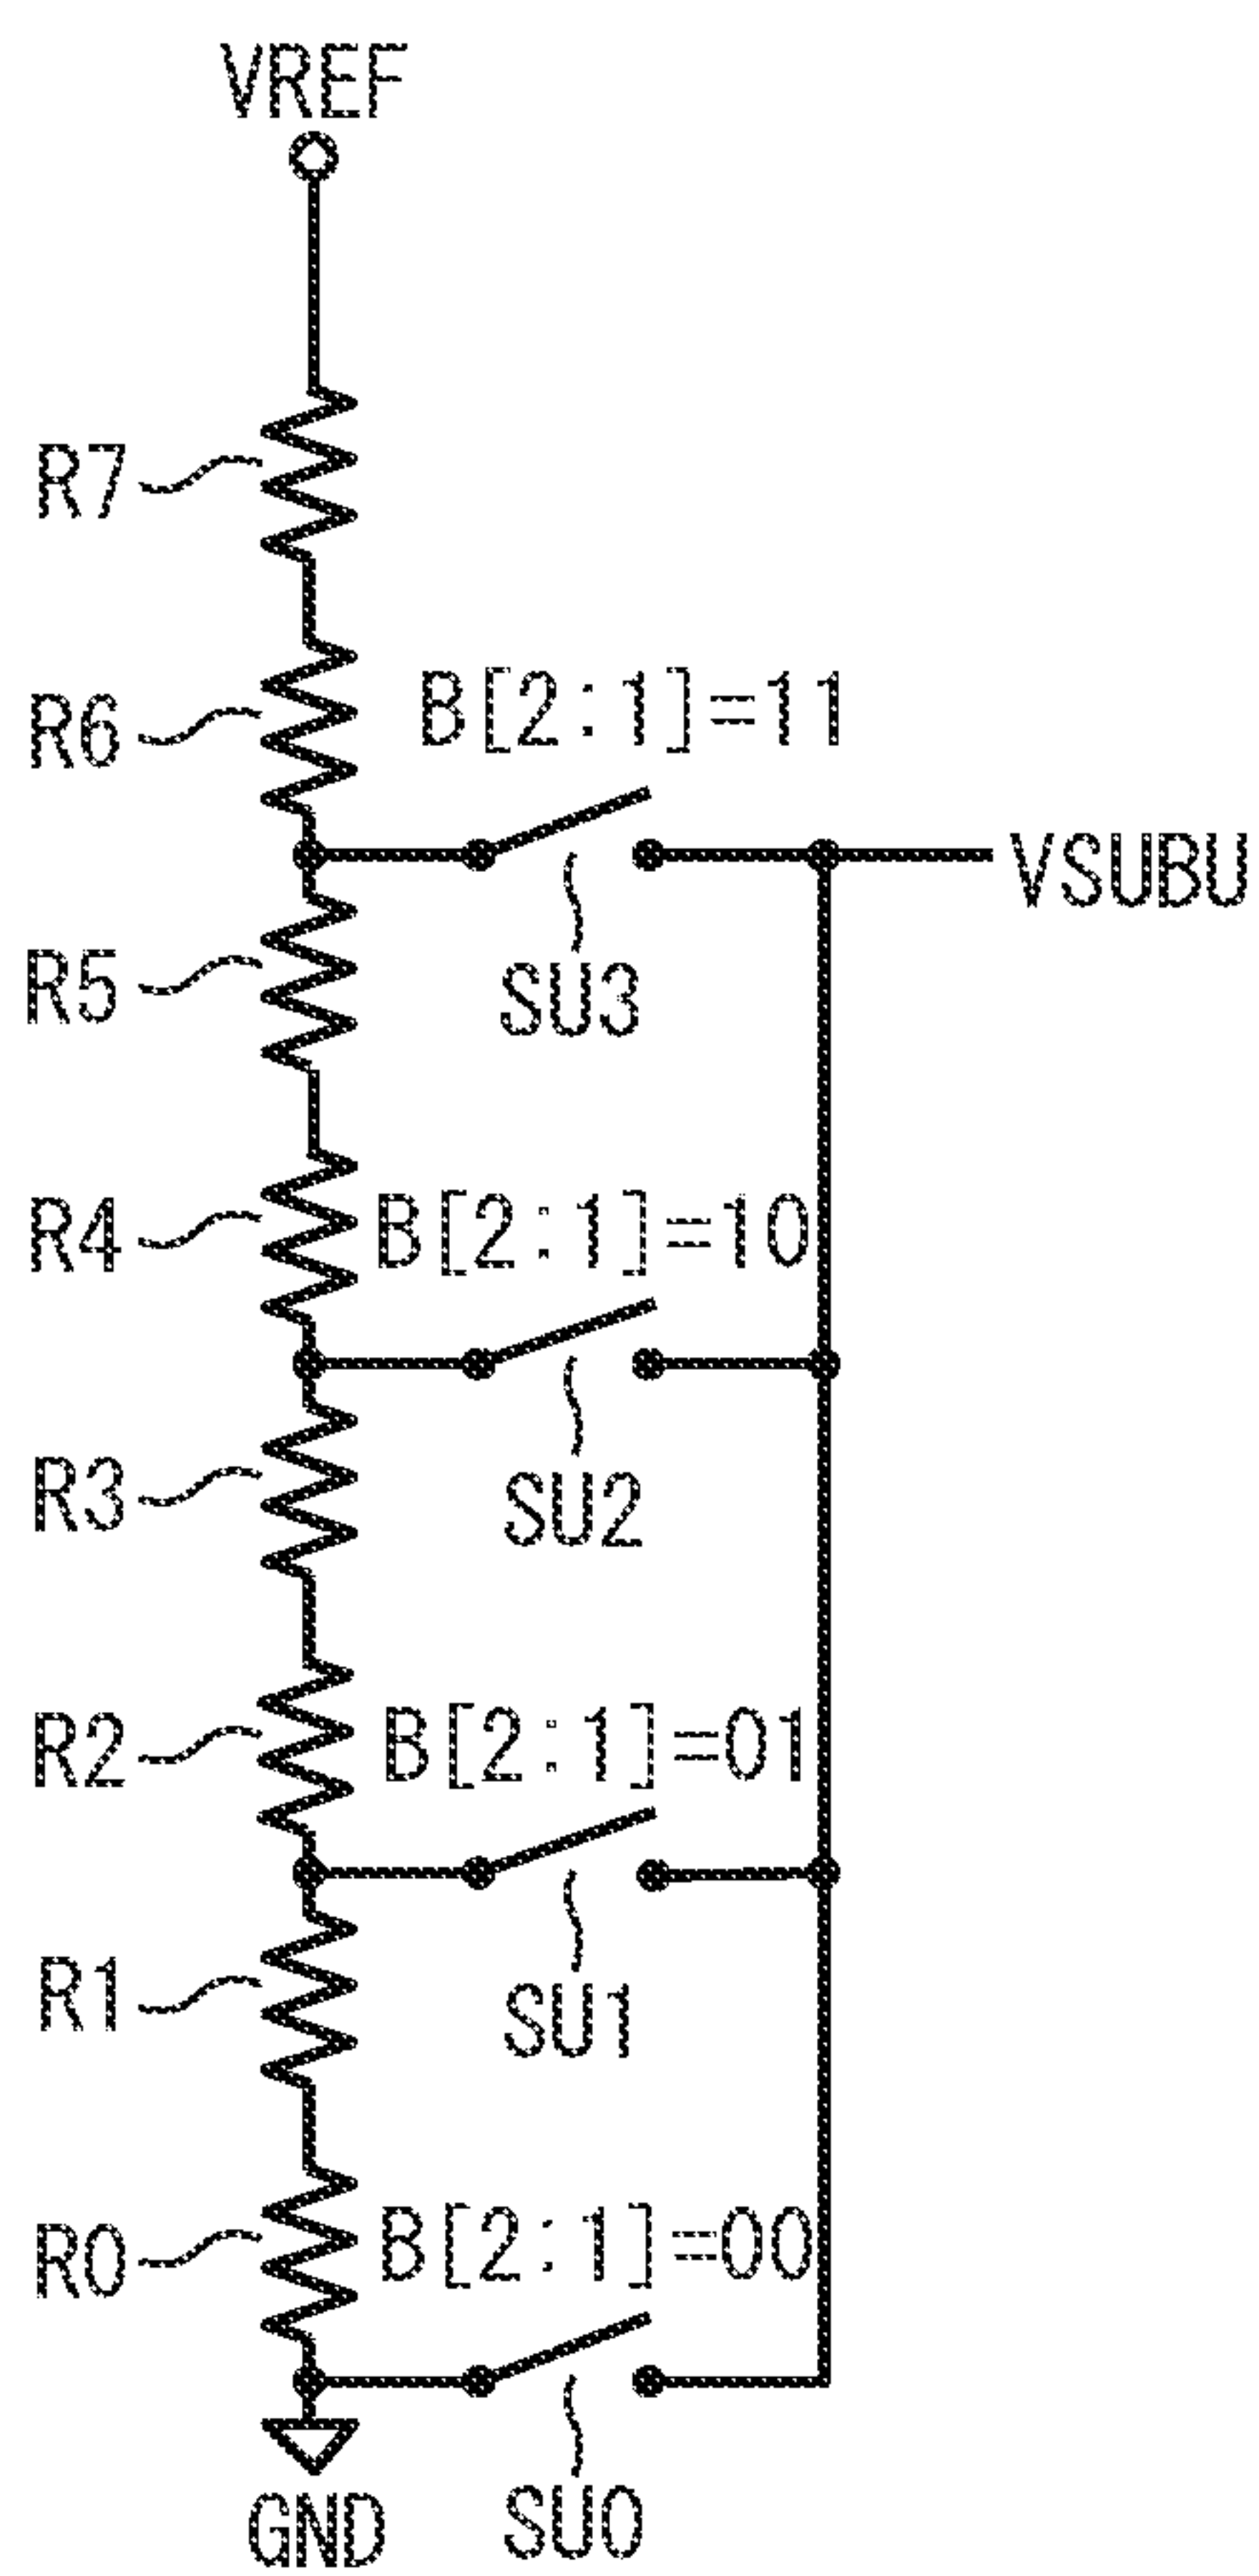 VREF
R7
R6
B[2:1]=11
VSUBU
R5
SU3
R4
B[2:1]=10
R3
SU2
R2
B[2:1]=01
R1
SU1
R0
B[2:1]=00
GND
SU0